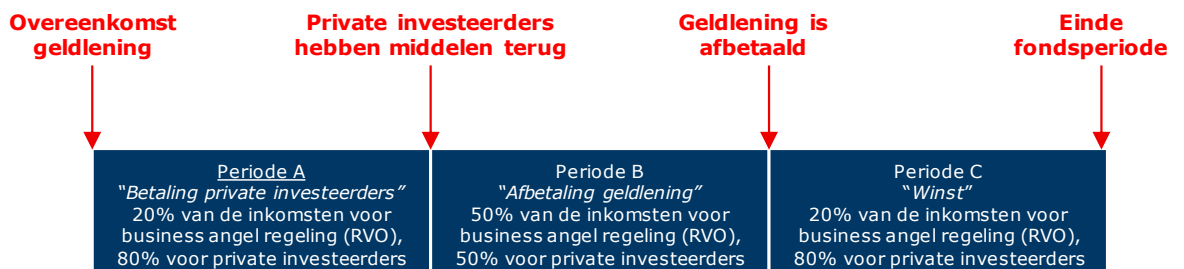 Overeenkomst
geldlening
Private investeerders
hebben middelen terug
Geldlening is
afbetaald
Einde
fondsperiode
Periode A
“Betaling private investeerders”
20% van de inkomsten voor
business angel regeling (RVO),
80% voor private investeerders
Periode B
“Afbetaling geldlening”
50% van de inkomsten voor
business angel regeling (RVO),
50% voor private investeerders
Periode C
“Winst”
20% van de inkomsten voor
business angel regeling (RVO),
80% voor private investeerders